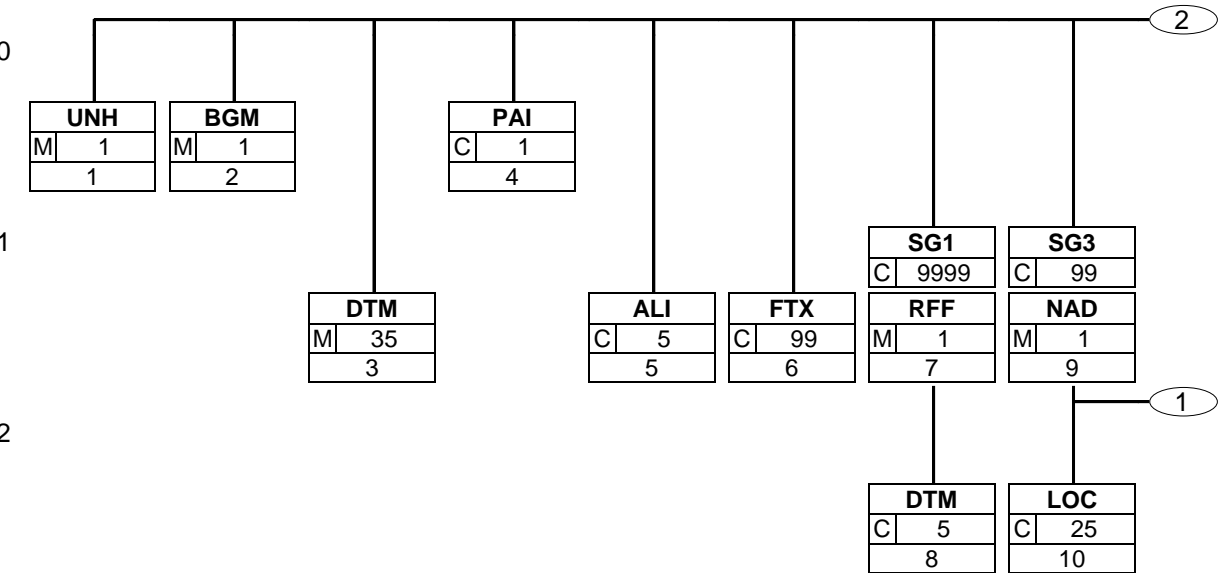 2
0
UNH BGM PAI
M 1 M 1 C 1
1 2 4
1
SG1 SG3
C 9999 C 99
DTM ALI FTX RFF NAD
M 35 C 5 C 99 M 1 M 1
3 5 6 7 9
1
2
DTM LOC
C 5 C 25
8 10